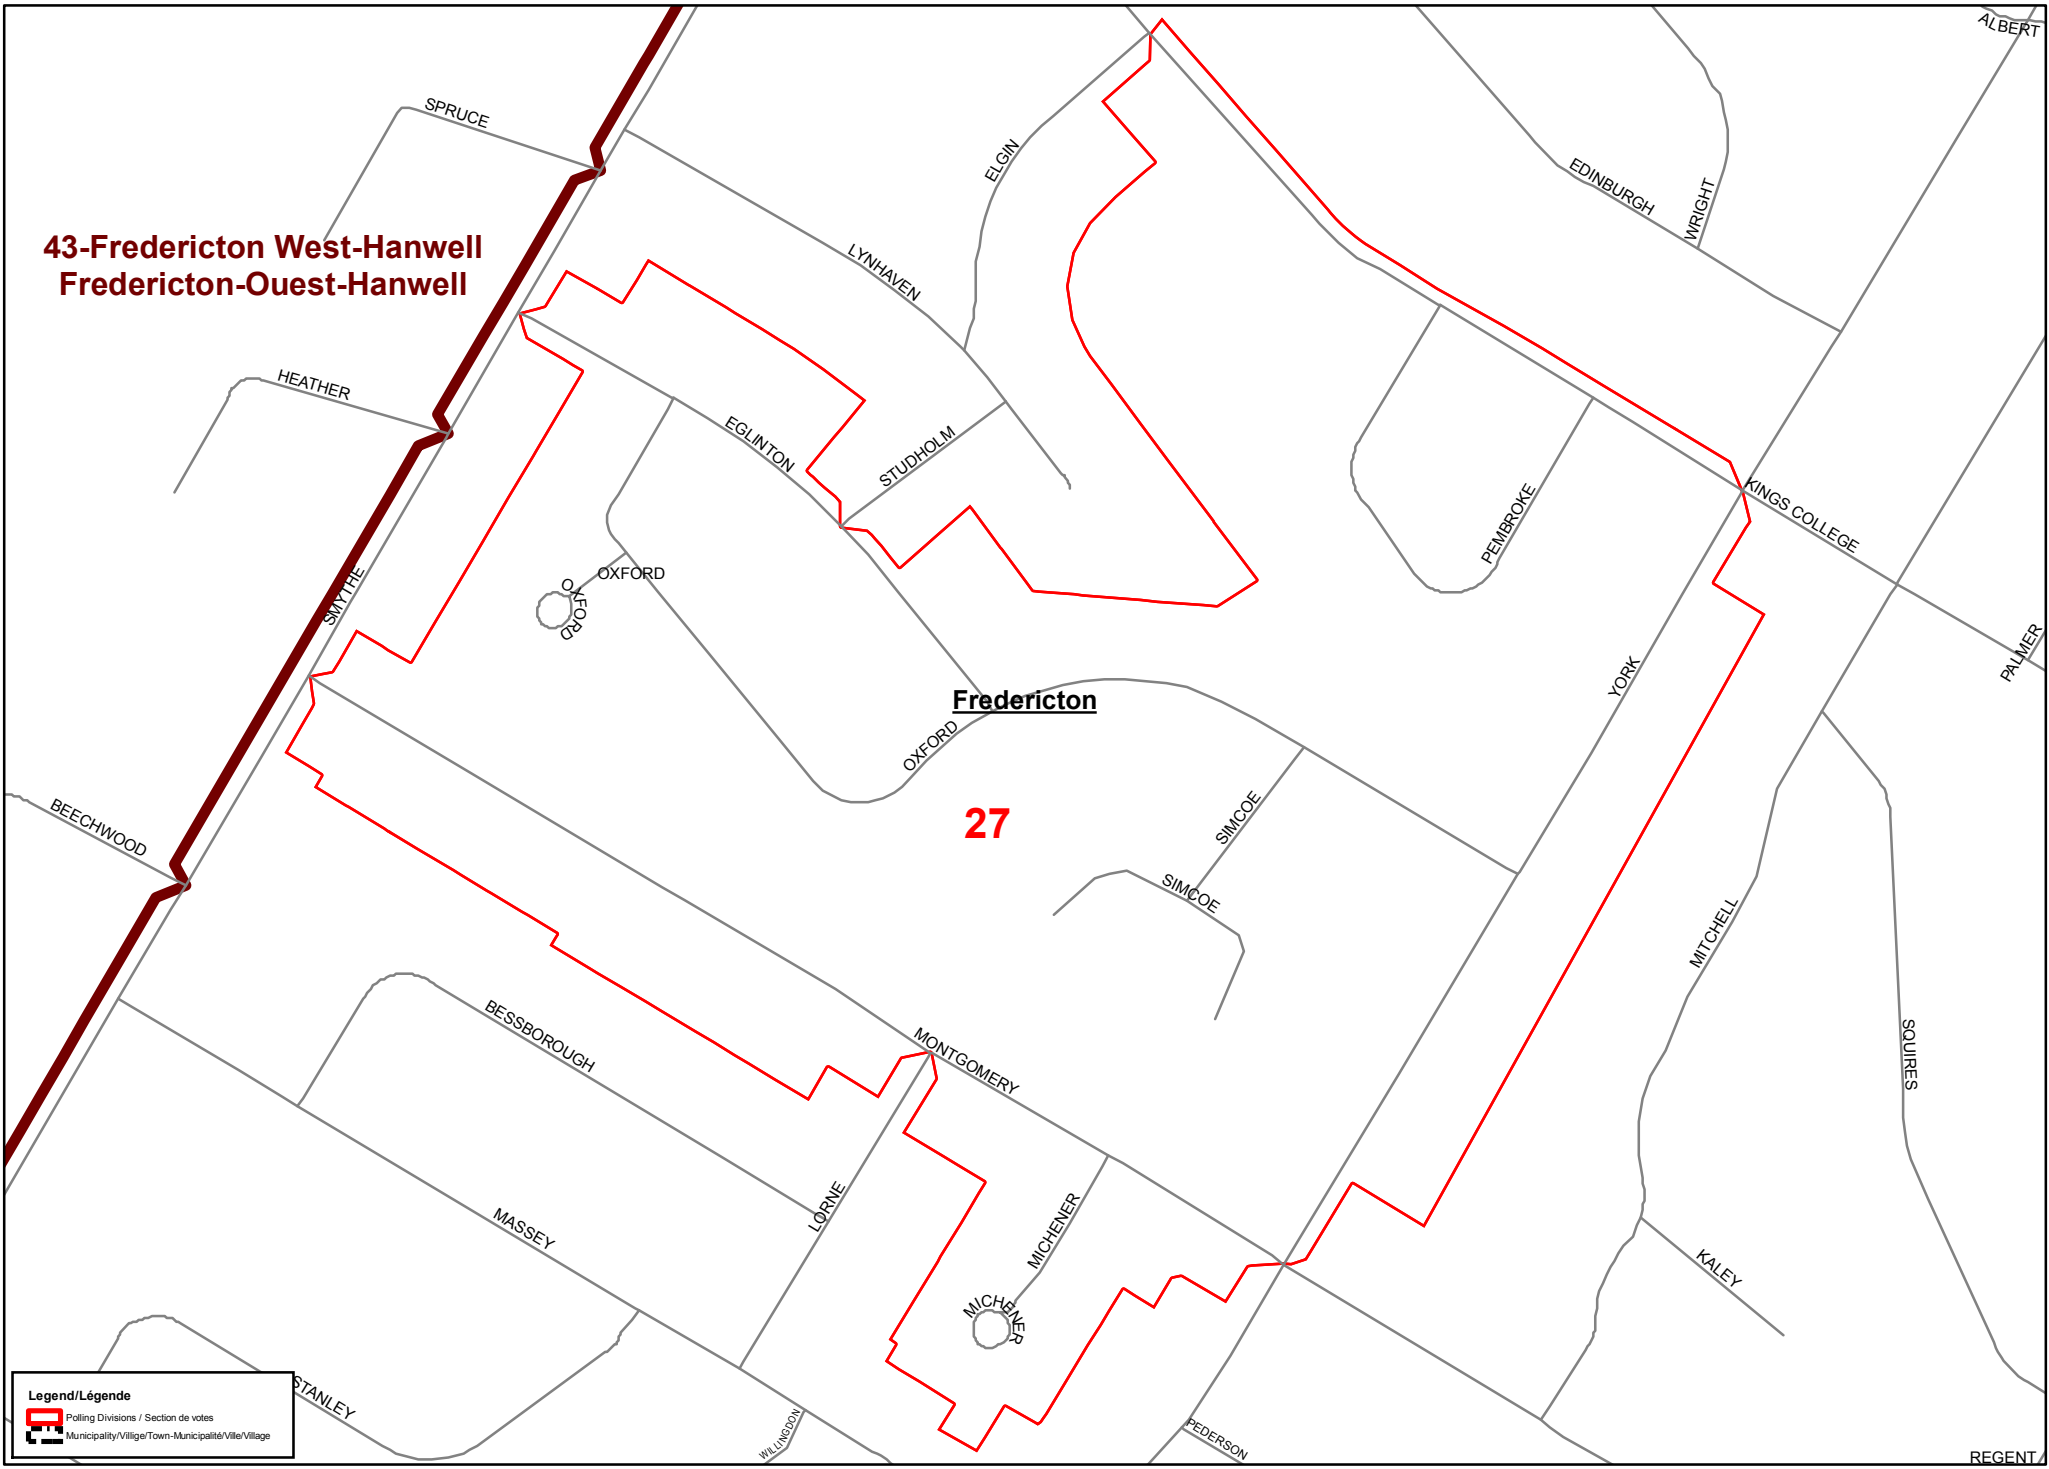 ALBERT
SPRUCE
ELGIN
EDINBURGH
WRIGHT
43-Fredericton West-Hanwell
Fredericton-Ouest-Hanwell
LYNHAVEN
HEATHER
EGLINTON
STUDHOLM
PEMBROKE
KINGS COLLEGE
SMYTHE
OXFORD
OXFORD
PALMER
YORK
Fredericton
OXFORD
BEECHWOOD
27
SIMCOE
SIMCOE
MITCHELL
BESSBOROUGH
MONTGOMERY
SQUIRES
LORNE
MASSEY
MICHENER
KALEY
MICHENER
STANLEY
WILLINGDON
PEDERSON
REGENT
Legend/Légende
Polling Divisions / Section de votes
Municipality/Villige/Town-Municipalité/Ville/Village